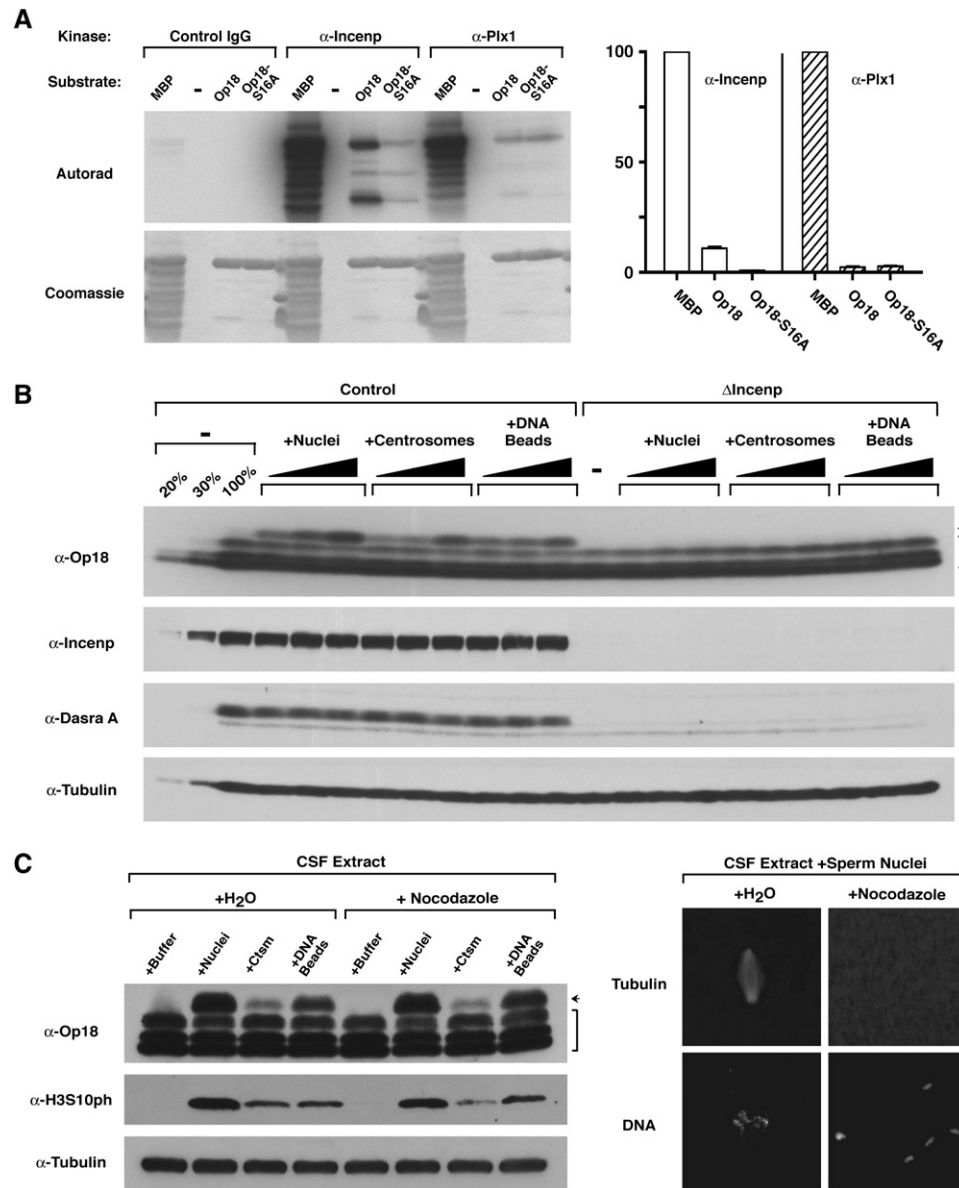 A
Kinase: Control IgG α-Incenp α-Plx1
Substrate: MBP - Op18 Op18-S16A MBP - Op18 Op18-S16A MBP - Op18 Op18-S16A
Autorad
Coomassie
100
50
0
α-Incenp α-Plx1
MBP Op18 Op18-S16A MBP Op18 Op18-S16A
B
Control ΔIncenp
- +Nuclei +Centrosomes +DNA Beads - +Nuclei +Centrosomes +DNA Beads
20% 30% 100%
α-Op18
α-Incenp
α-Dasra A
α-Tubulin
C
CSF Extract
+H2O + Nocodazole
+Buffer +Nuclei +Ctsm +DNA Beads +Buffer +Nuclei +Ctsm +DNA Beads
α-Op18
α-H3S10ph
α-Tubulin
CSF Extract +Sperm Nuclei
+H2O +Nocodazole
Tubulin
DNA